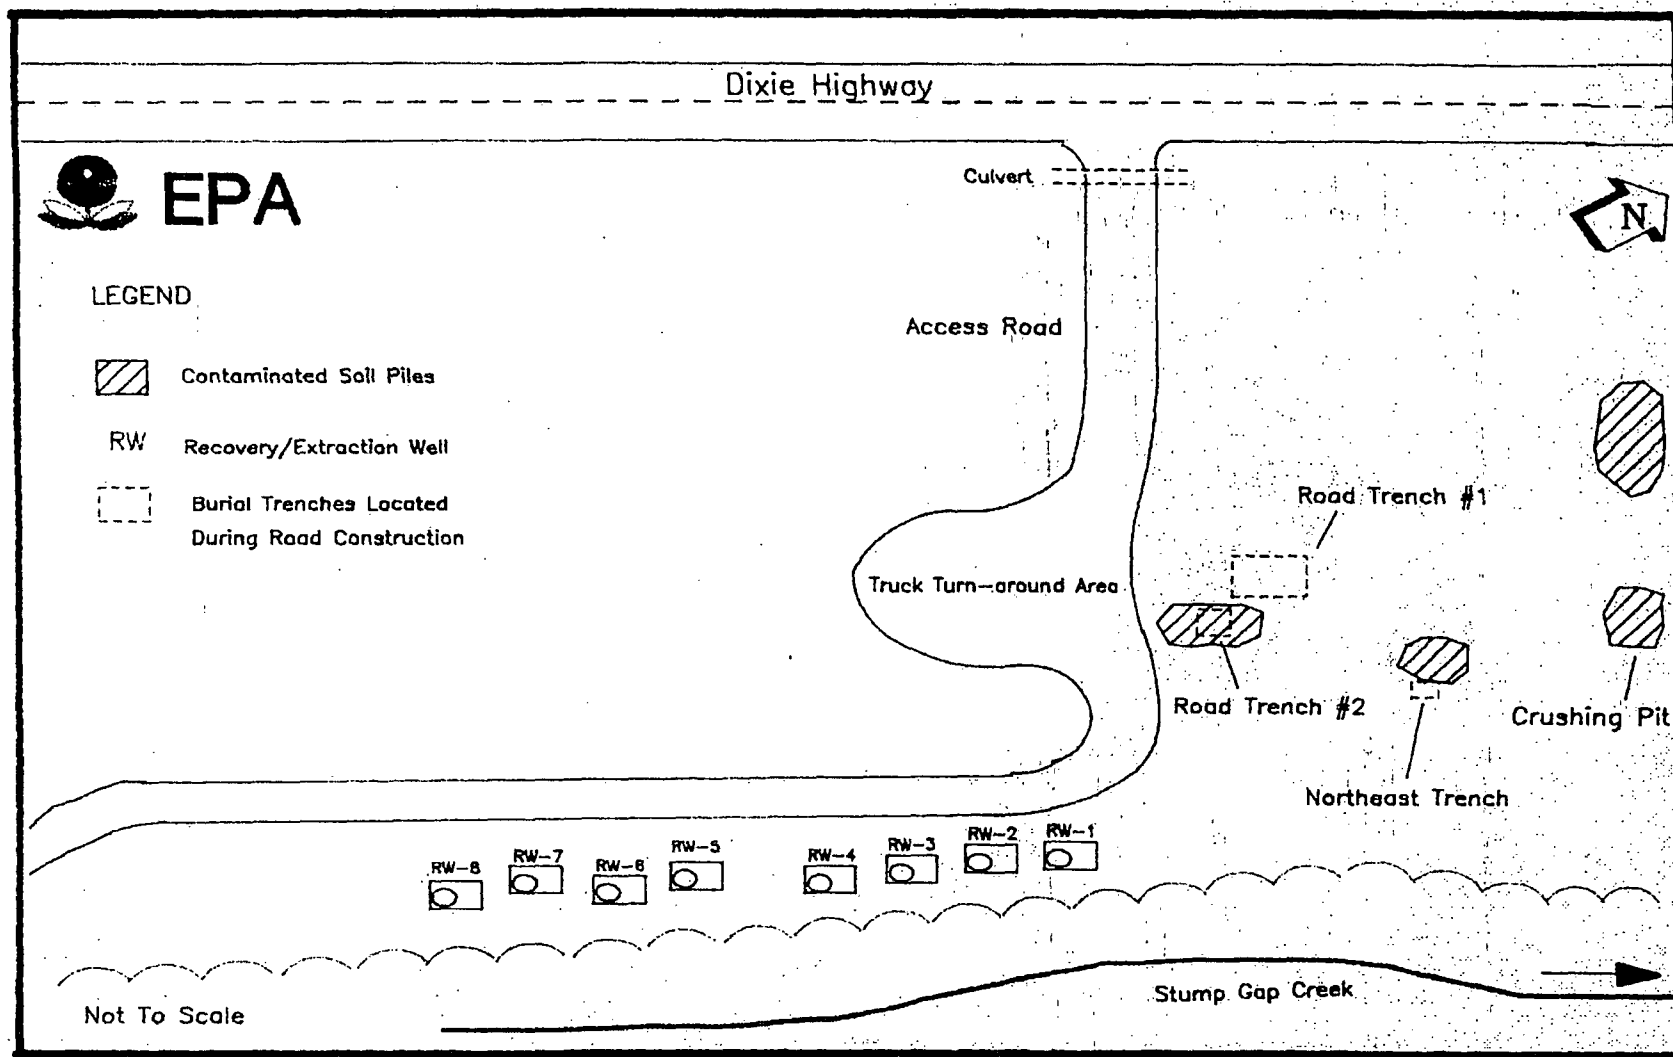 Dixie Highway
Culvert
EPA
N
LEGEND
Access Road
Contaminated Soil Piles
RW Recovery/Extraction Well
Burial Trenches Located
During Road Construction
Road Trench #1
Truck Turn-around Area
Road Trench #2
Crushing Pit
Northeast Trench
RW-8
RW-7
RW-6
RW-5
RW-4
RW-3
RW-2
RW-1
Stump Gap Creek
Not To Scale